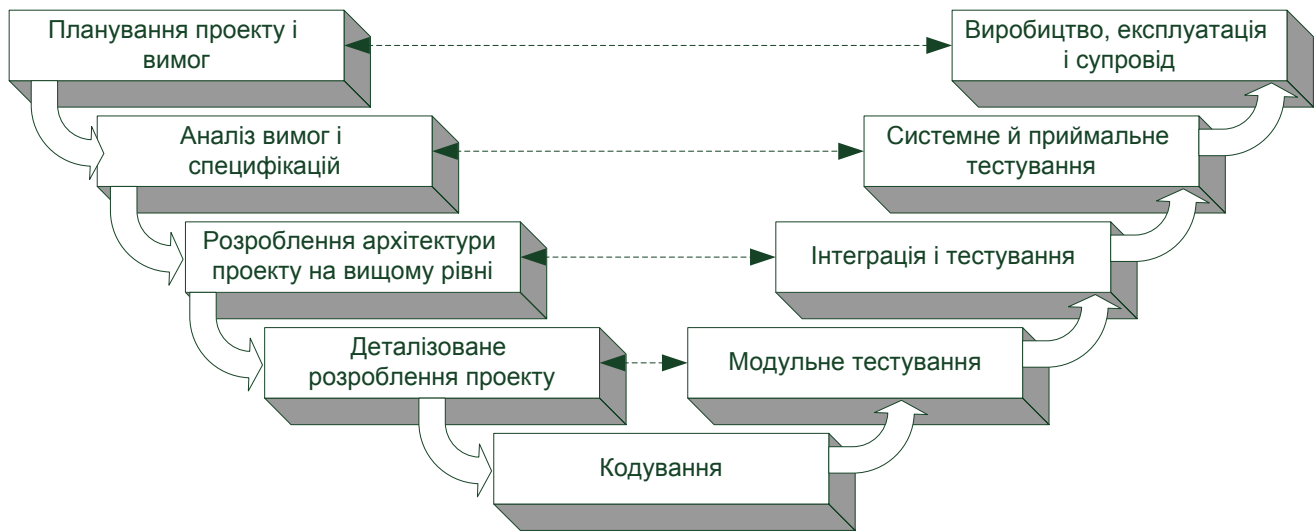 Планування проекту і
вимог
Виробицтво, експлуатація
і супровід
Аналіз вимог і
специфікацій
Системне й приймальне
тестування
Розроблення архітектури
проекту на вищому рівні
Інтеграція і тестування
Деталізоване
розроблення проекту
Модульне тестування
Кодування